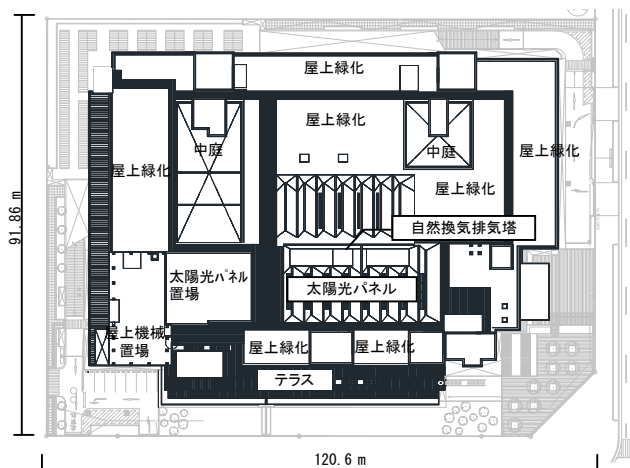 屋上緑化
屋上緑化
中庭
中庭
屋上緑化
屋上緑化
屋上緑化
自然換気排気塔
太陽光ﾊﾟﾈﾙ
置場
太陽光パネル
屋上機械
置場
屋上緑化
屋上緑化
テラス
91.86 m
120.6 m